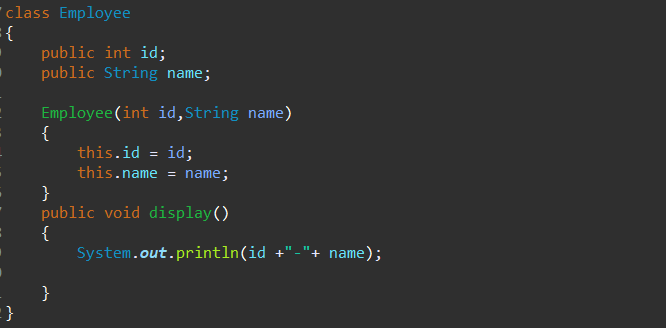 class Employee
{
    public int id;
    public String name;

    Employee(int id,String name)
    {
        this.id = id;
        this.name = name;
    }
    public void display()
    {
        System.out.println(id +"-"+ name);

    }
}